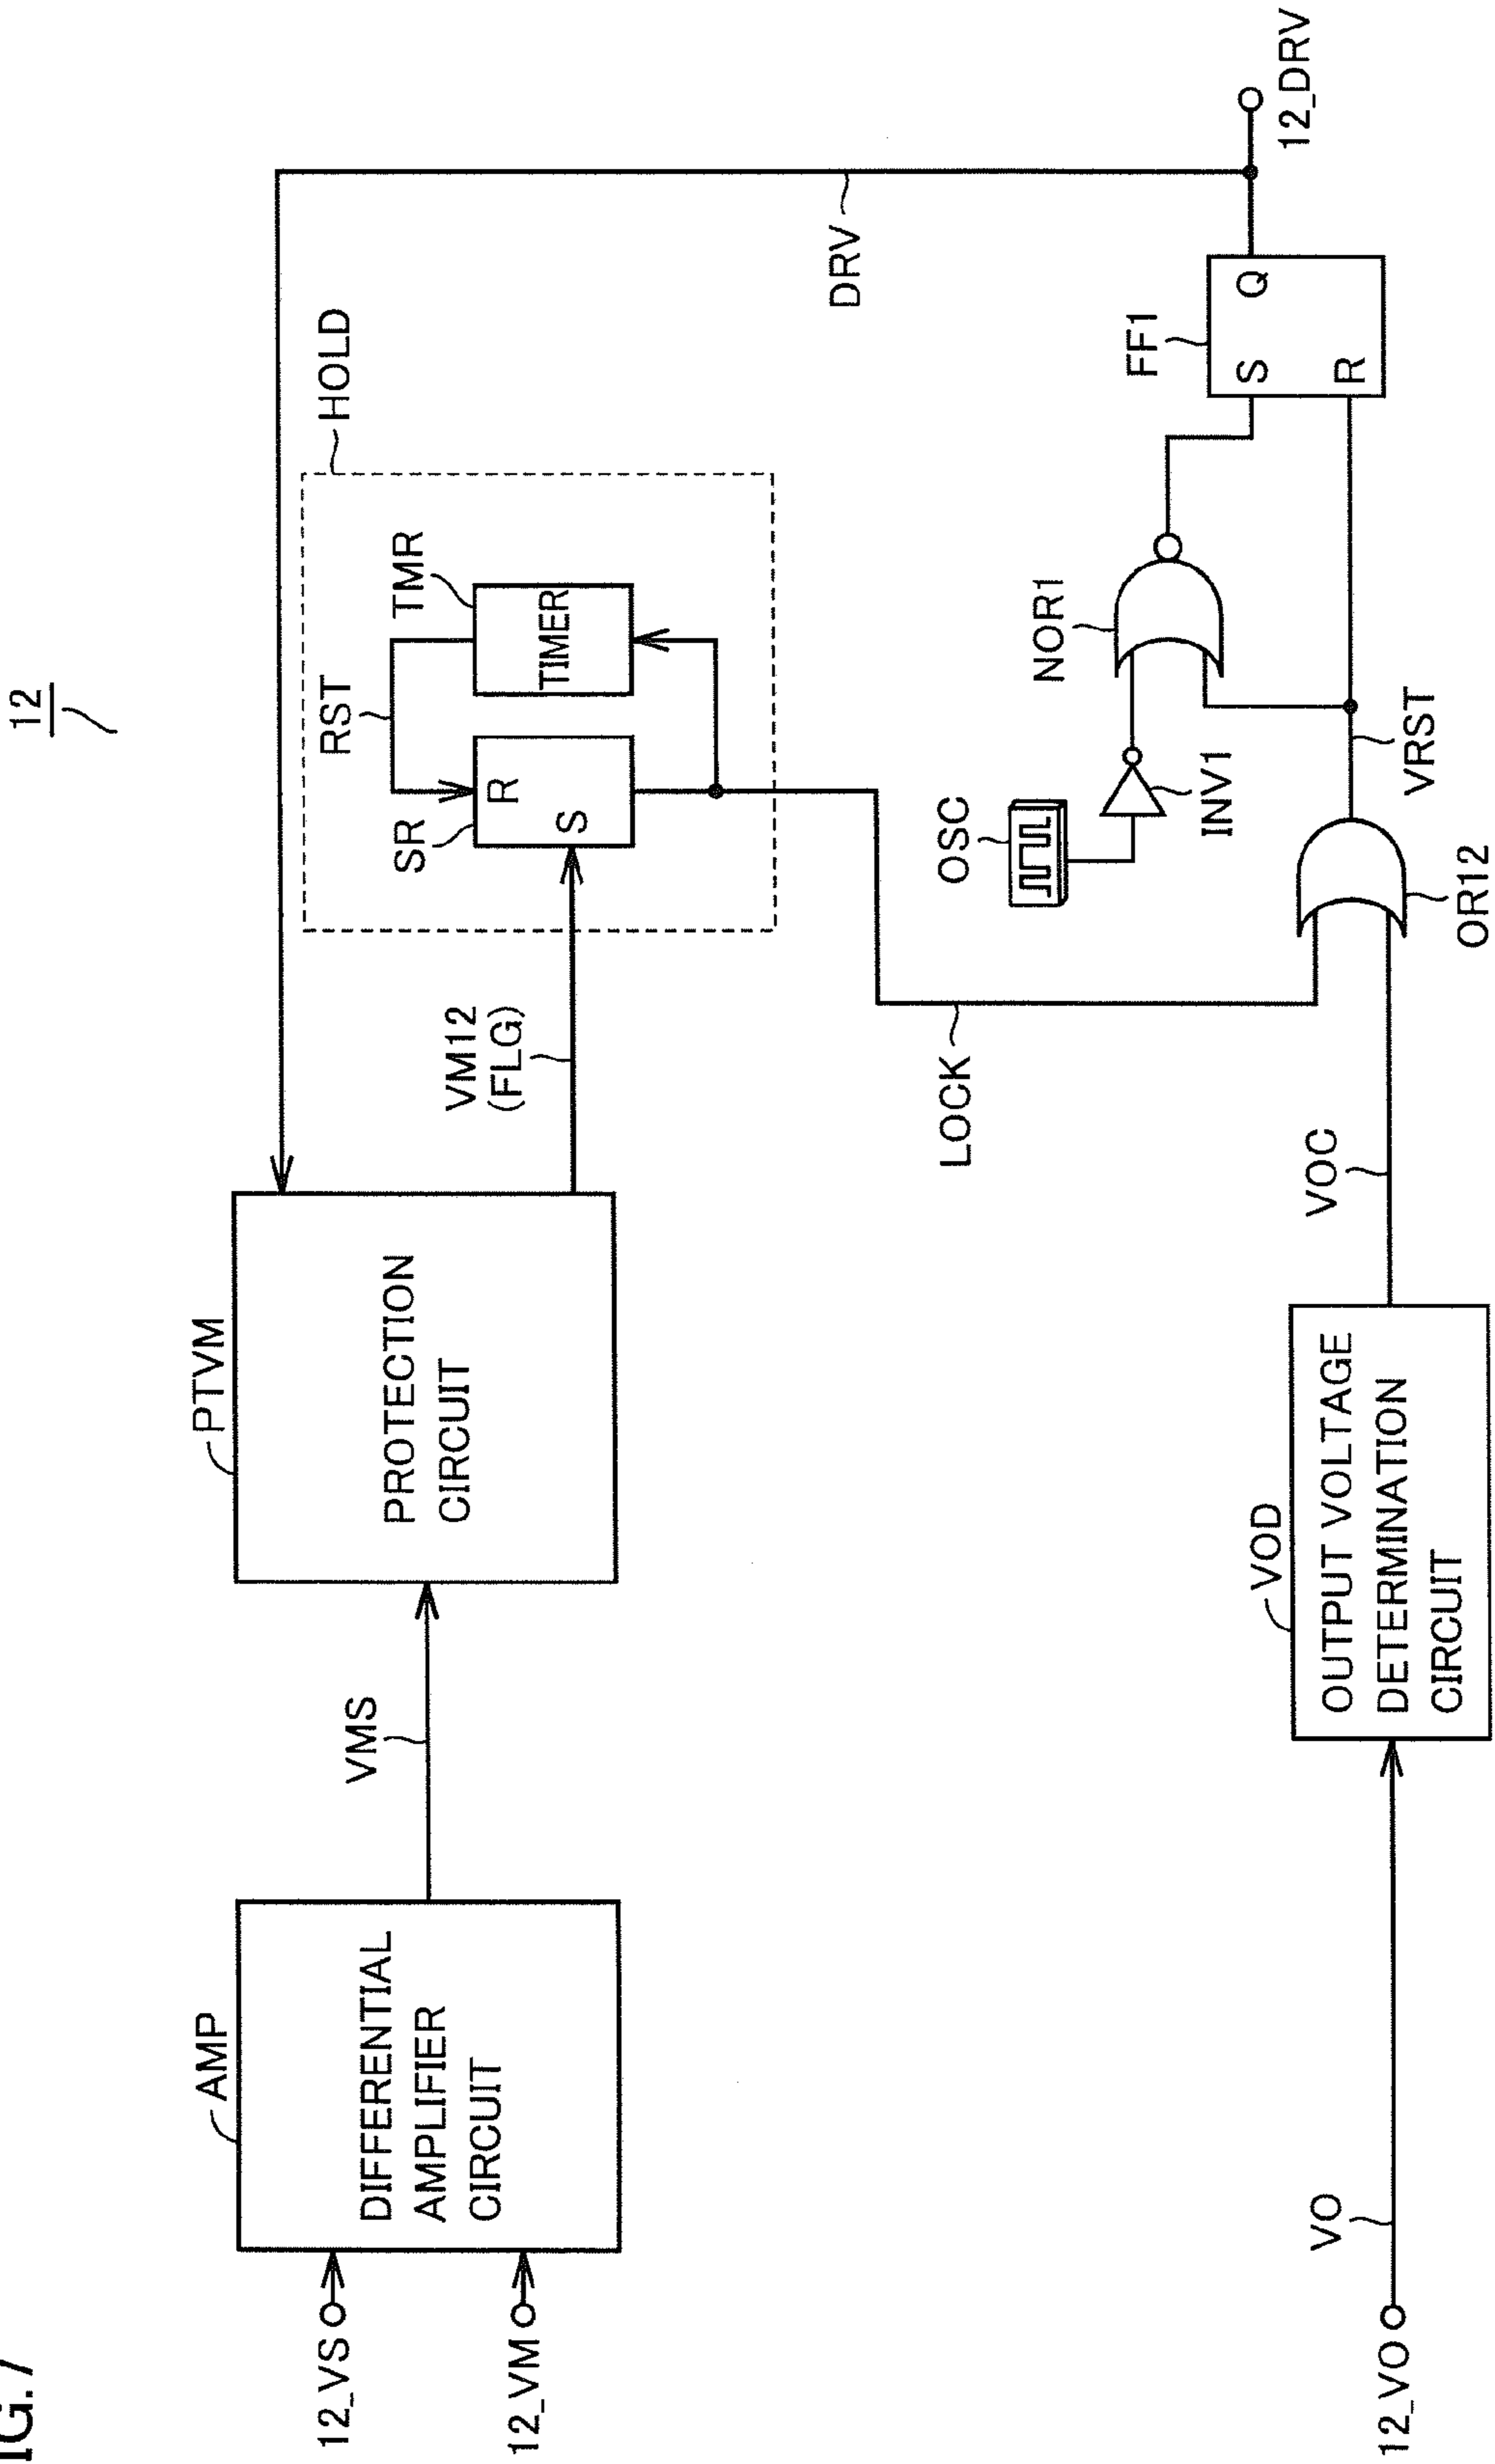 IG. 7
12
AMP
DIFFERENTIAL
AMPLIFIER
CIRCUIT
12_VS
12_VM
VMS
PTVM
PROTECTION
CIRCUIT
VM12
(FLG)
HOLD
RST
TMR
SR
R
S
TIMER
DRV
LOCK
OSC
INV1
NOR1
FF1
S
Q
R
12_DRV
12_VO
VO
VOD
OUTPUT VOLTAGE
DETERMINATION
CIRCUIT
VOC
OR12
VRST